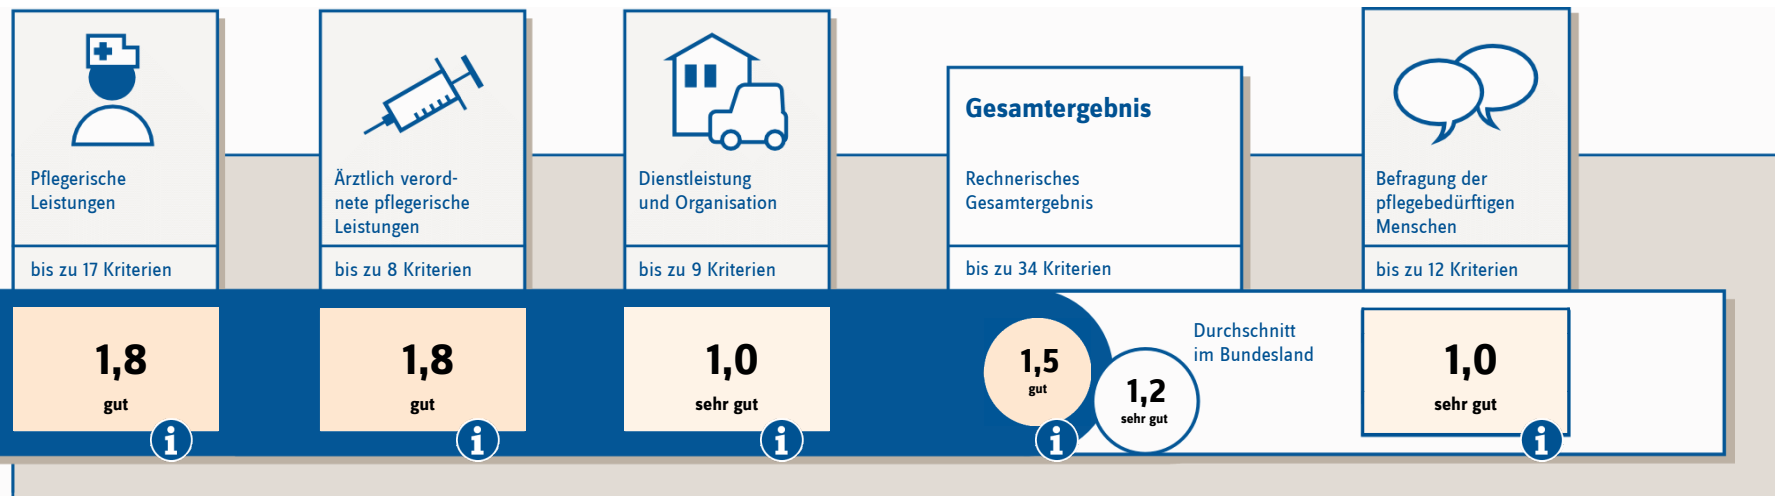 Pflegerische
Leistungen
bis zu 17 Kriterien
1,8
gut
i
Ärztlich verord-
nete pflegerische
Leistungen
bis zu 8 Kriterien
1,8
gut
i
Dienstleistung
und Organisation
bis zu 9 Kriterien
1,0
sehr gut
i
Gesamtergebnis
Rechnerisches
Gesamtergebnis
bis zu 34 Kriterien
1,5
gut
i
1,2
sehr gut
Durchschnitt
im Bundesland
Befragung der
pflegebedürftigen
Menschen
bis zu 12 Kriterien
1,0
sehr gut
i